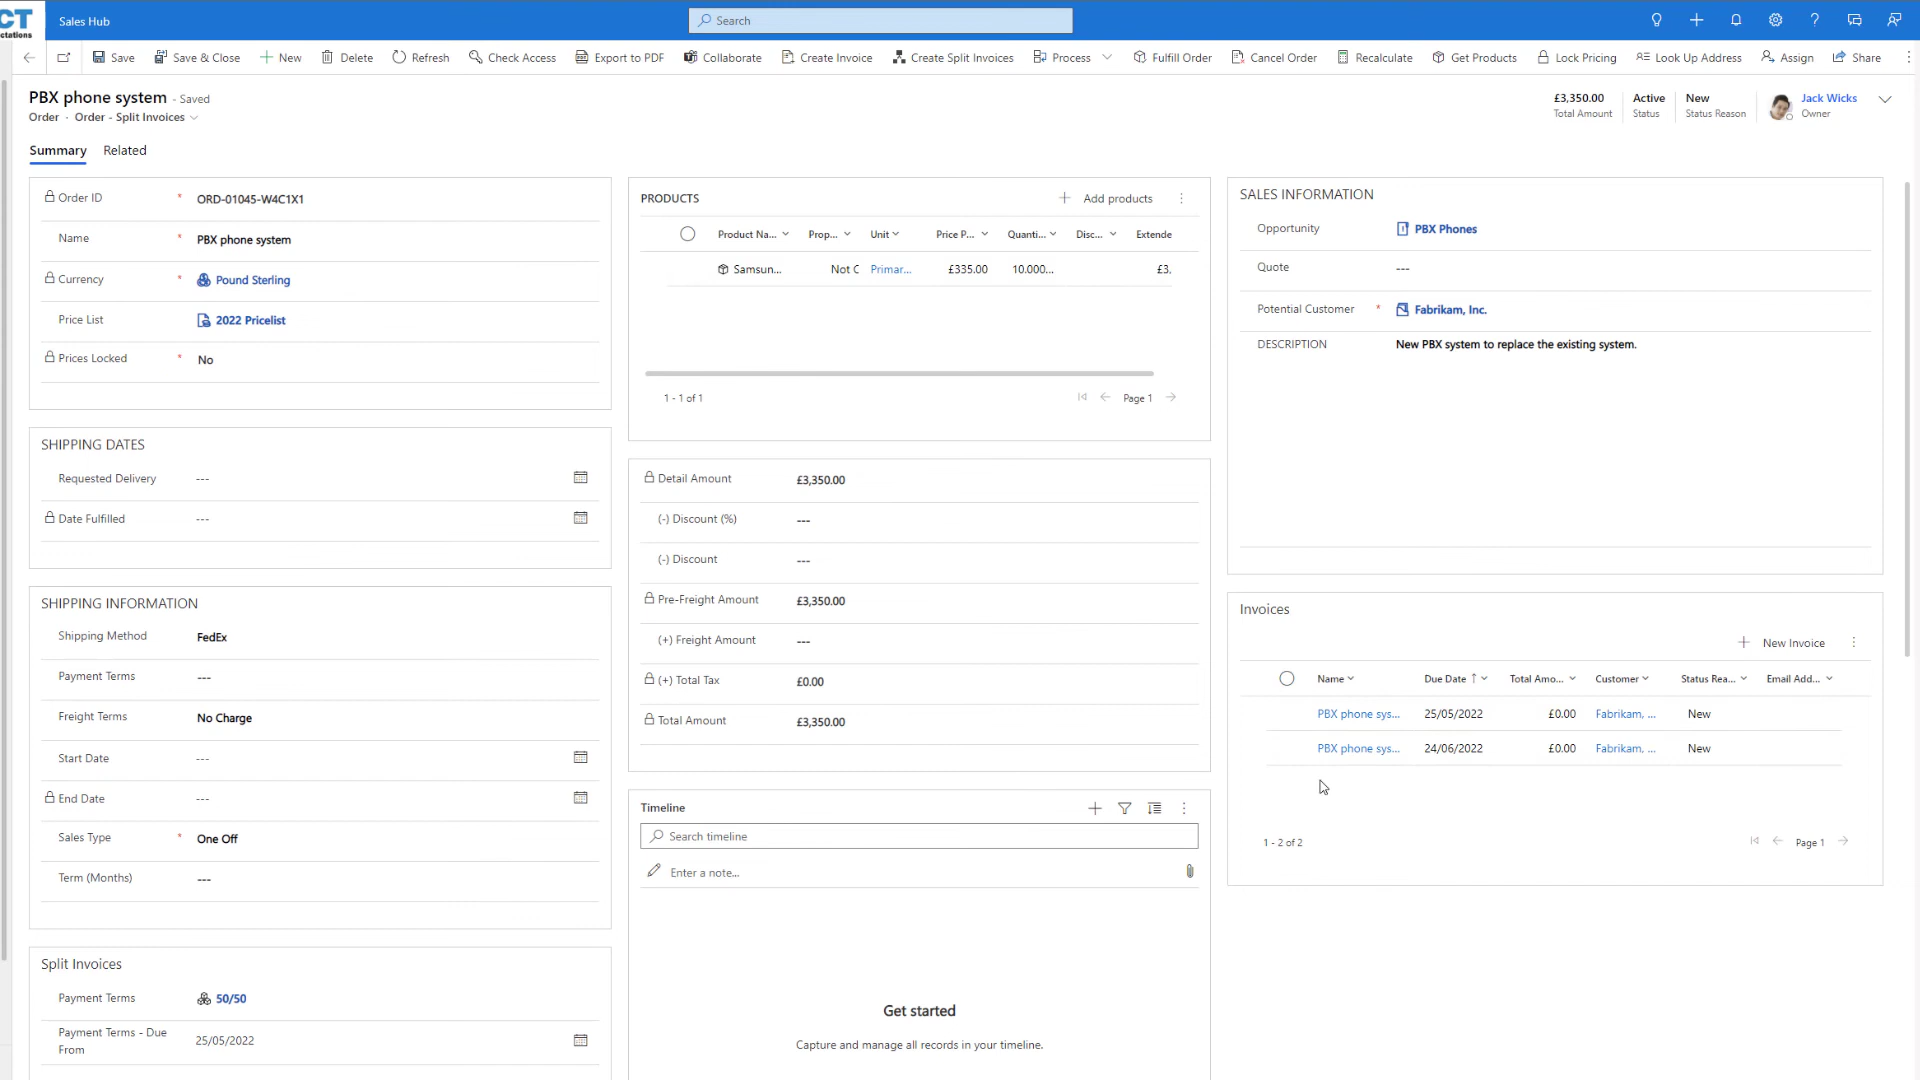 CT
ctations
Sales Hub
Search
Save
Save & Close
New
Delete
Refresh
Check Access
Export to PDF
Collaborate
Create Invoice
Create Split Invoices
Process
Fulfill Order
Cancel Order
Recalculate
Get Products
Lock Pricing
Look Up Address
Assign
Share
PBX phone system - Saved
Order · Order - Split Invoices
£3,350.00
Total Amount
Active
Status
New
Status Reason
Jack Wicks
Owner
Summary
Related
Order ID * ORD-01045-W4C1X1
Name * PBX phone system
Currency * Pound Sterling
Price List 2022 Pricelist
Prices Locked * No
SHIPPING DATES
Requested Delivery ---
Date Fulfilled ---
SHIPPING INFORMATION
Shipping Method FedEx
Payment Terms ---
Freight Terms No Charge
Start Date ---
End Date ---
Sales Type * One Off
Term (Months) ---
Split Invoices
Payment Terms 50/50
Payment Terms - Due
From
25/05/2022
PRODUCTS
Add products
Product Na... Prop... Unit Price P... Quanti... Disc... Extende
Samsun... Not C Primar... £335.00 10.000... £3.
1 - 1 of 1
Page 1
Detail Amount £3,350.00
(-) Discount (%) ---
(-) Discount ---
Pre-Freight Amount £3,350.00
(+) Freight Amount ---
(+) Total Tax £0.00
Total Amount £3,350.00
Timeline
Search timeline
Enter a note...
Get started
Capture and manage all records in your timeline.
SALES INFORMATION
Opportunity PBX Phones
Quote ---
Potential Customer * Fabrikam, Inc.
DESCRIPTION New PBX system to replace the existing system.
Invoices
New Invoice
Name Due Date ↑ Total Amo... Customer Status Rea... Email Add...
PBX phone sys... 25/05/2022 £0.00 Fabrikam, ... New
PBX phone sys... 24/06/2022 £0.00 Fabrikam, ... New
1 - 2 of 2
Page 1